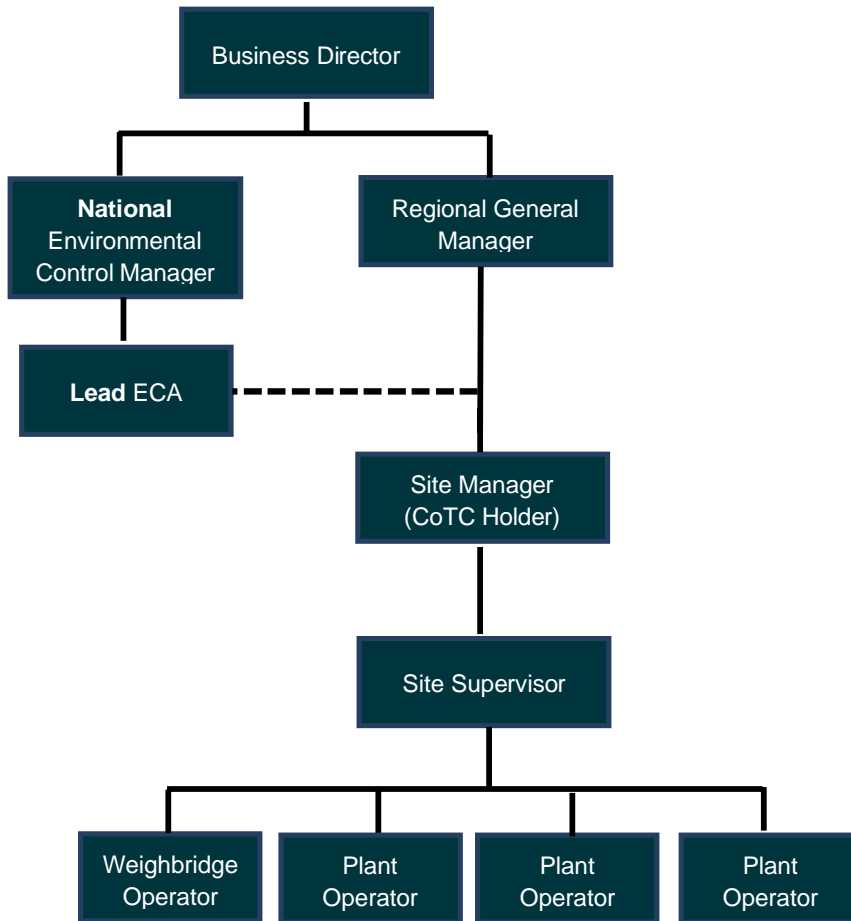 Business Director
National
Environmental
Control Manager
Regional General
Manager
Lead ECA
Site Manager
(CoTC Holder)
Site Supervisor
Weighbridge
Operator
Plant
Operator
Plant
Operator
Plant
Operator